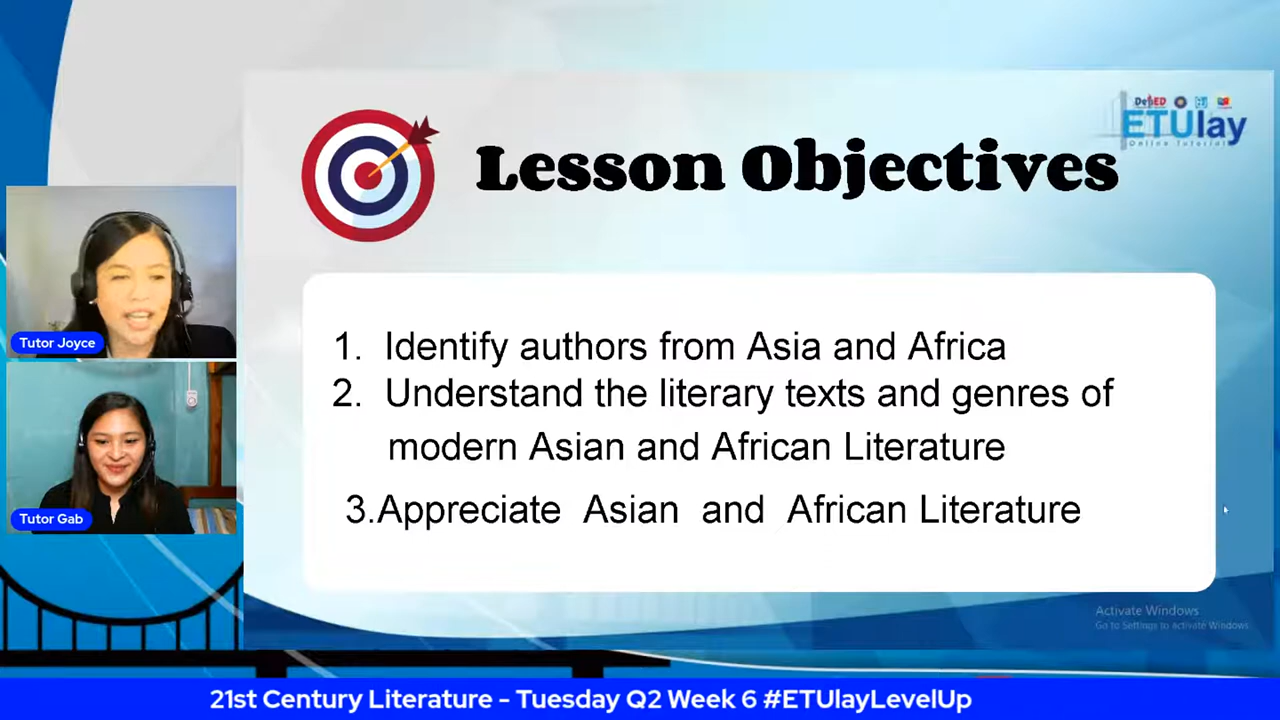 DepED
ETUlay
Online Tutorial
Lesson Objectives
1. Identify authors from Asia and Africa
2. Understand the literary texts and genres of
modern Asian and African Literature
3.Appreciate Asian and African Literature
Tutor Joyce
Tutor Gab
Activate Windows
Go to Settings to activate Windows.
21st Century Literature - Tuesday Q2 Week 6 #ETUlayLevelUp